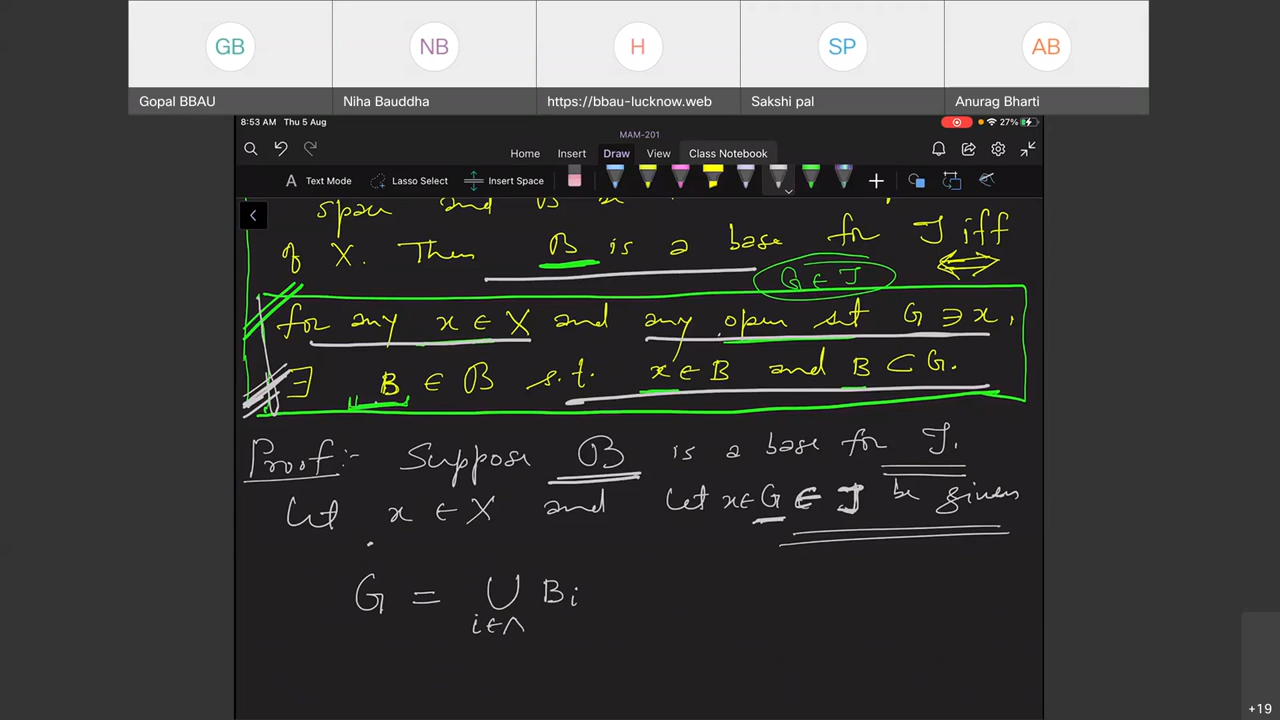 GB
NB
H
SP
AB
Gopal BBAU
Niha Bauddha
https://bbau-lucknow.web
Sakshi pal
Anurag Bharti
8:53 AM Thu 5 Aug
27%
MAM-201
Home Insert Draw View Class Notebook
A Text Mode Lasso Select Insert Space
space and B
of X. Then B is a base for J iff
G ∈ J
for any x ∈ X and any open set G ∋ x,
∃ B ∈ B s.t. x ∈ B and B ⊂ G.
Proof:- Suppose B is a base for J.
Let x ∈ X and Let x ∈ G ∈ J be given
G = ∪ Bi
i∈Λ
+19